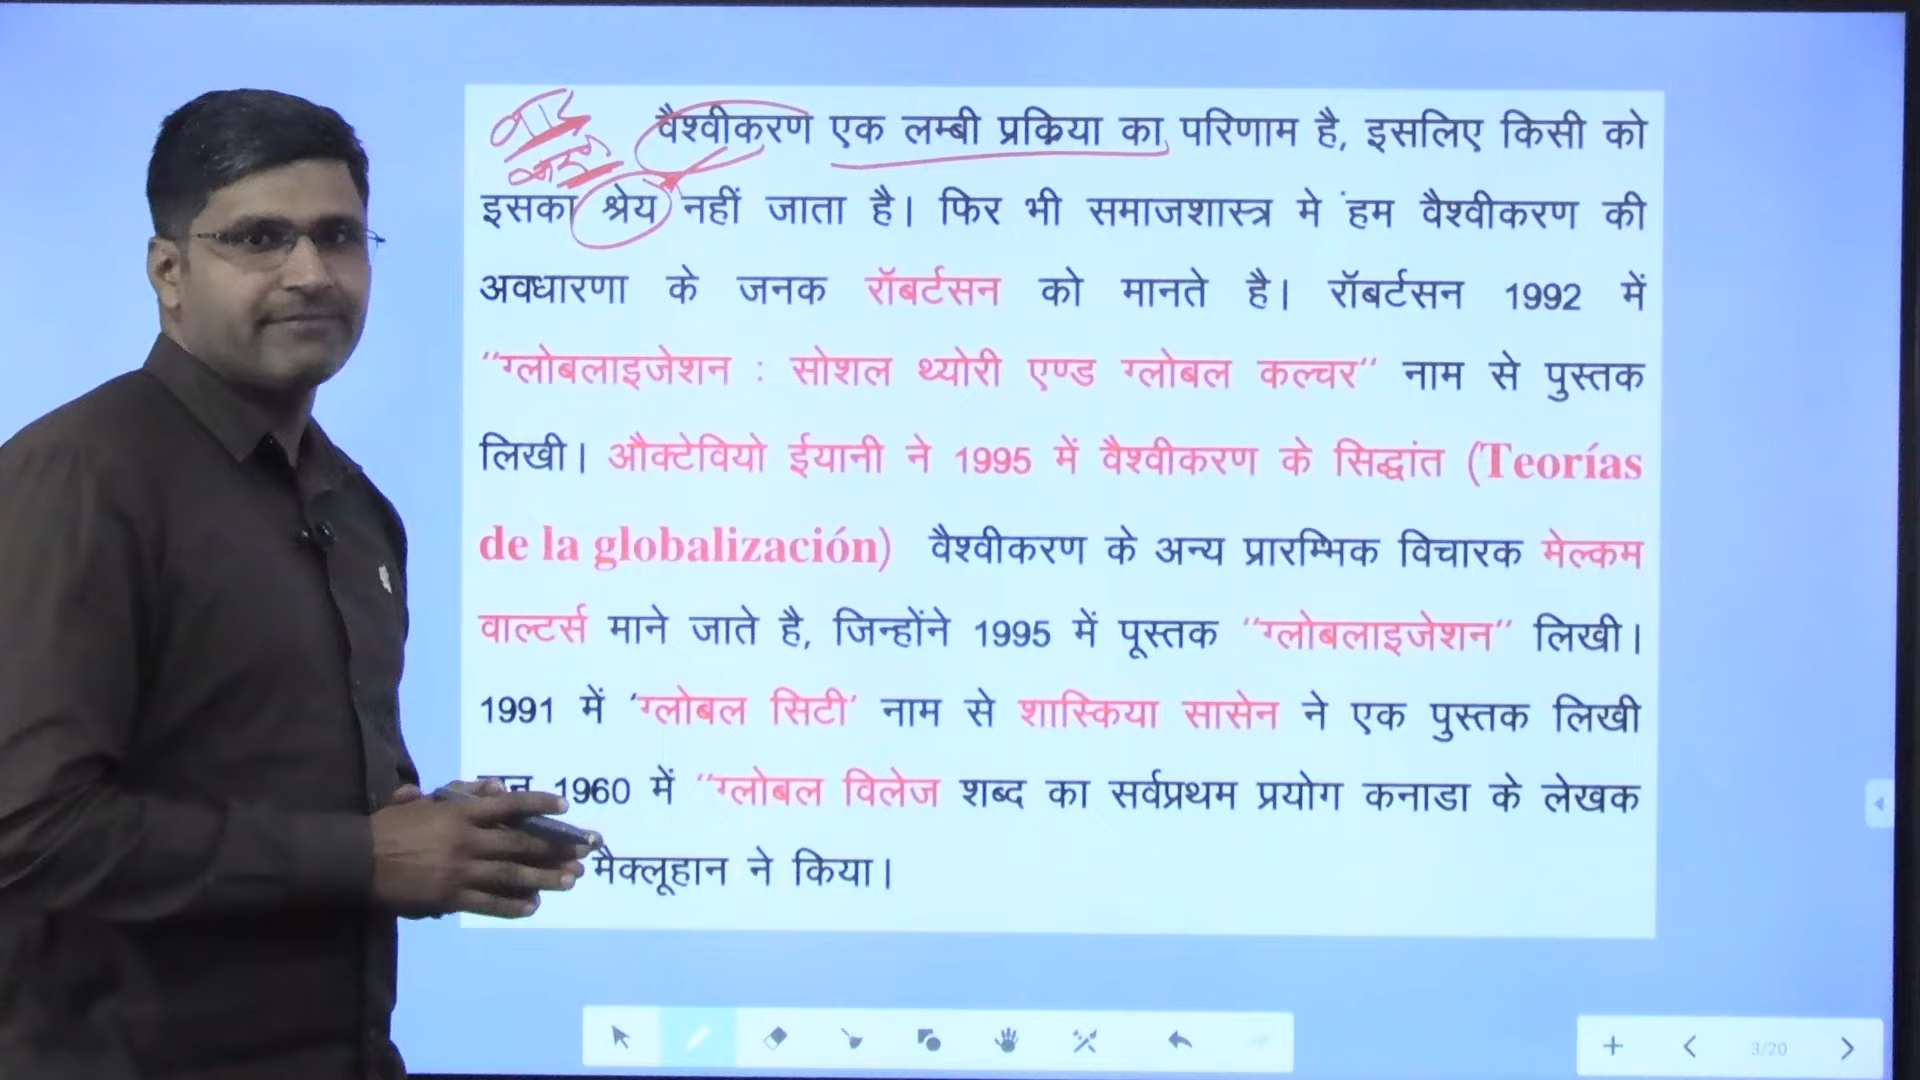 वैश्वीकरण एक लम्बी प्रक्रिया का परिणाम है, इसलिए किसी को
इसका श्रेय नहीं जाता है। फिर भी समाजशास्त्र मे हम वैश्वीकरण की
अवधारणा के जनक रॉबर्टसन को मानते है। रॉबर्टसन 1992 में
"ग्लोबलाइजेशन : सोशल थ्योरी एण्ड ग्लोबल कल्चर" नाम से पुस्तक
लिखी। औक्टेवियो ईयानी ने 1995 में वैश्वीकरण के सिद्धांत (Teorías
de la globalización) वैश्वीकरण के अन्य प्रारम्भिक विचारक मेल्कम
वाल्टर्स माने जाते है, जिन्होंने 1995 में पूस्तक "ग्लोबलाइजेशन" लिखी।
1991 में 'ग्लोबल सिटी' नाम से शास्किया सासेन ने एक पुस्तक लिखी
1960 में "ग्लोबल विलेज शब्द का सर्वप्रथम प्रयोग कनाडा के लेखक
मैक्लूहान ने किया।
3/20